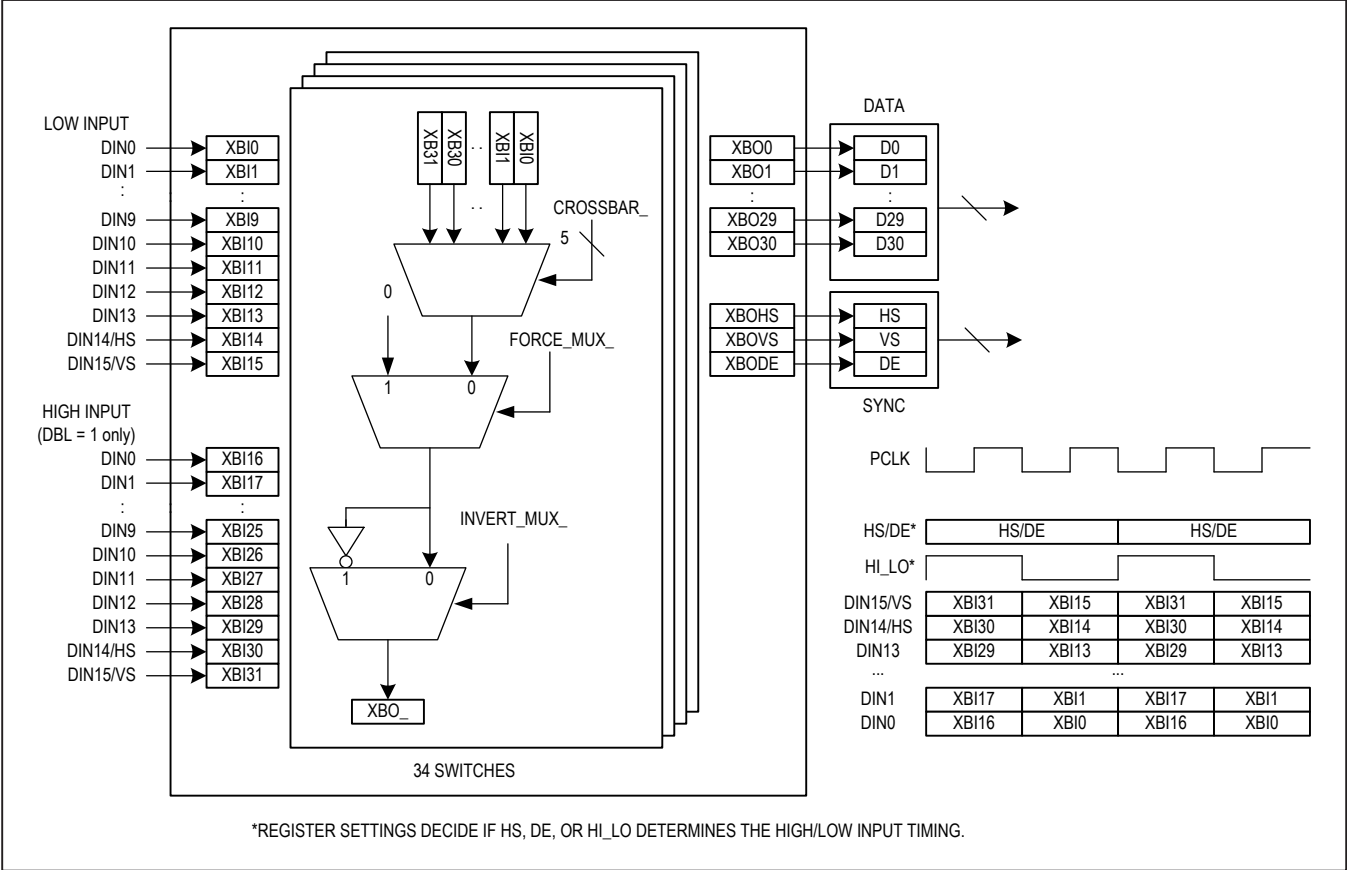 LOW INPUT
DIN0 XBI0
DIN1 XBI1
: :
DIN9 XBI9
DIN10 XBI10
DIN11 XBI11
DIN12 XBI12
DIN13 XBI13
DIN14/HS XBI14
DIN15/VS XBI15
HIGH INPUT
(DBL = 1 only)
DIN0 XBI16
DIN1 XBI17
: :
DIN9 XBI25
DIN10 XBI26
DIN11 XBI27
DIN12 XBI28
DIN13 XBI29
DIN14/HS XBI30
DIN15/VS XBI31
XB31 XB30 .. XBI1 XBI0
..
CROSSBAR_
5
0
FORCE_MUX_
1 0
INVERT_MUX_
1 0
XBO_
34 SWITCHES
DATA
XBO0 D0
XBO1 D1
: :
XBO29 D29
XBO30 D30
XBOHS HS
XBOVS VS
XBODE DE
SYNC
PCLK
HS/DE* HS/DE HS/DE
HI_LO*
DIN15/VS XBI31 XBI15 XBI31 XBI15
DIN14/HS XBI30 XBI14 XBI30 XBI14
DIN13 XBI29 XBI13 XBI29 XBI13
... ...
DIN1 XBI17 XBI1 XBI17 XBI1
DIN0 XBI16 XBI0 XBI16 XBI0
*REGISTER SETTINGS DECIDE IF HS, DE, OR HI_LO DETERMINES THE HIGH/LOW INPUT TIMING.